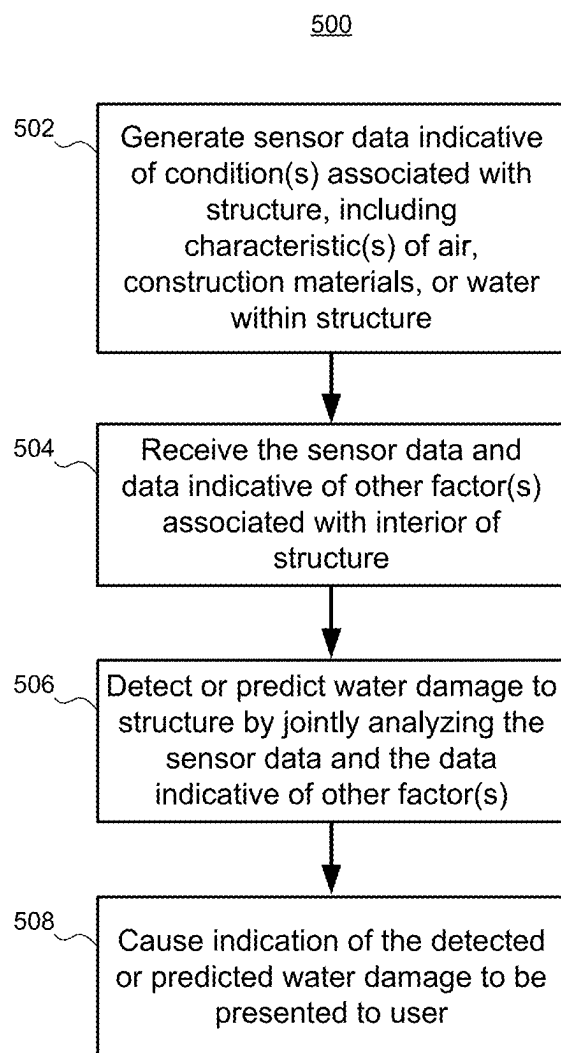 500
502
Generate sensor data indicative
of condition(s) associated with
structure, including
characteristic(s) of air,
construction materials, or water
within structure
504
Receive the sensor data and
data indicative of other factor(s)
associated with interior of
structure
506
Detect or predict water damage to
structure by jointly analyzing the
sensor data and the data
indicative of other factor(s)
508
Cause indication of the detected
or predicted water damage to be
presented to user